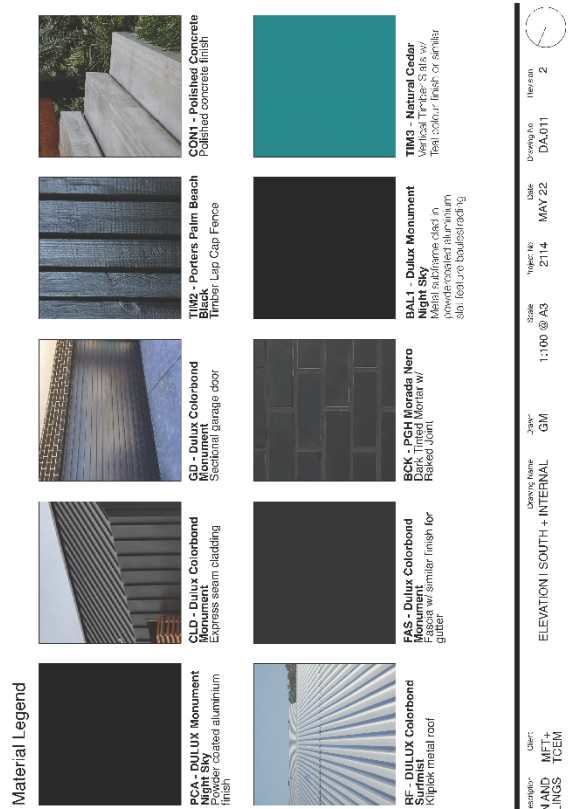 Material Legend
PCA - DULUX Monument
Night Sky
Powder coated aluminium
finish
CLD - Dulux Colorbond
Monument
Express seam cladding
GD - Dulux Colorbond
Monument
Sectional garage door
TIM2 - Porters Palm Beach
Black
Timber Lap Cap Fence
CON1 - Polished Concrete
Polished concrete finish
RF - DULUX Colorbond
Surfmist
Kliplok metal roof
FAS - Dulux Colorbond
Monument
Fascia w/ similar finish for
gutter
BCK - PGH Morada Nero
Dark Tinted Mortar w/
Raked Joint
BAL1 - Dulux Monument
Night Sky
Metal subframe clad in
powdercoated aluminium
slat feature baulestrading
TIM3 - Natural Cedar
Vertical Timber Slats w/
Teal colour finish or similar
Client
MFT+
TCEM
Drawing Name
ELEVATION | SOUTH + INTERNAL
Drawn
GM
Scale
1:100 @ A3
Project No
2114
Date
MAY 22
Drawing No
DA.011
Revision
2